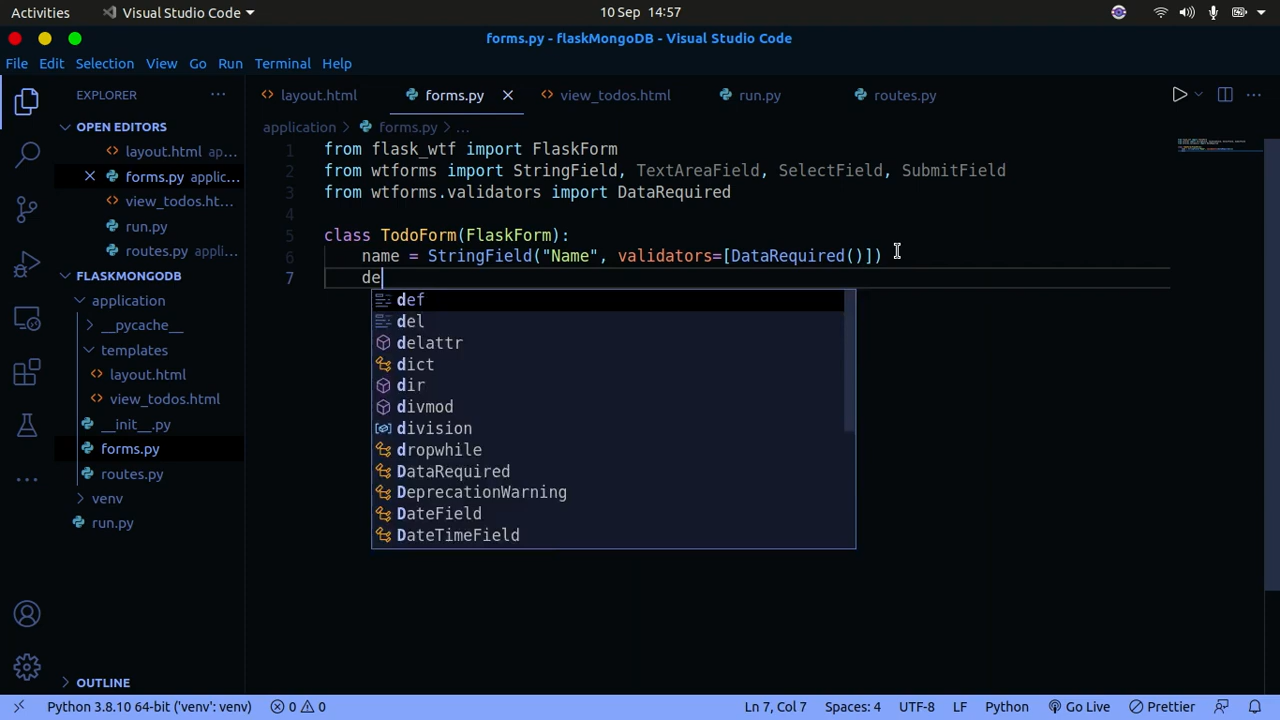 Activities
Visual Studio Code
10 Sep 14:57
forms.py - flaskMongoDB - Visual Studio Code
File Edit Selection View Go Run Terminal Help
EXPLORER
layout.html
forms.py
view_todos.html
run.py
routes.py
OPEN EDITORS
layout.html ap...
forms.py applic...
view_todos.ht...
run.py
routes.py appli...
FLASKMONGODB
application
__pycache__
templates
layout.html
view_todos.html
__init__.py
forms.py
routes.py
venv
run.py
OUTLINE
application > forms.py > ...
1 from flask_wtf import FlaskForm
2 from wtforms import StringField, TextAreaField, SelectField, SubmitField
3 from wtforms.validators import DataRequired
4
5 class TodoForm(FlaskForm):
6 name = StringField("Name", validators=[DataRequired()])
7 de
def
del
delattr
dict
dir
divmod
division
dropwhile
DataRequired
DeprecationWarning
DateField
DateTimeField
Python 3.8.10 64-bit ('venv': venv) 0 0 Ln 7, Col 7 Spaces: 4 UTF-8 LF Python Go Live Prettier